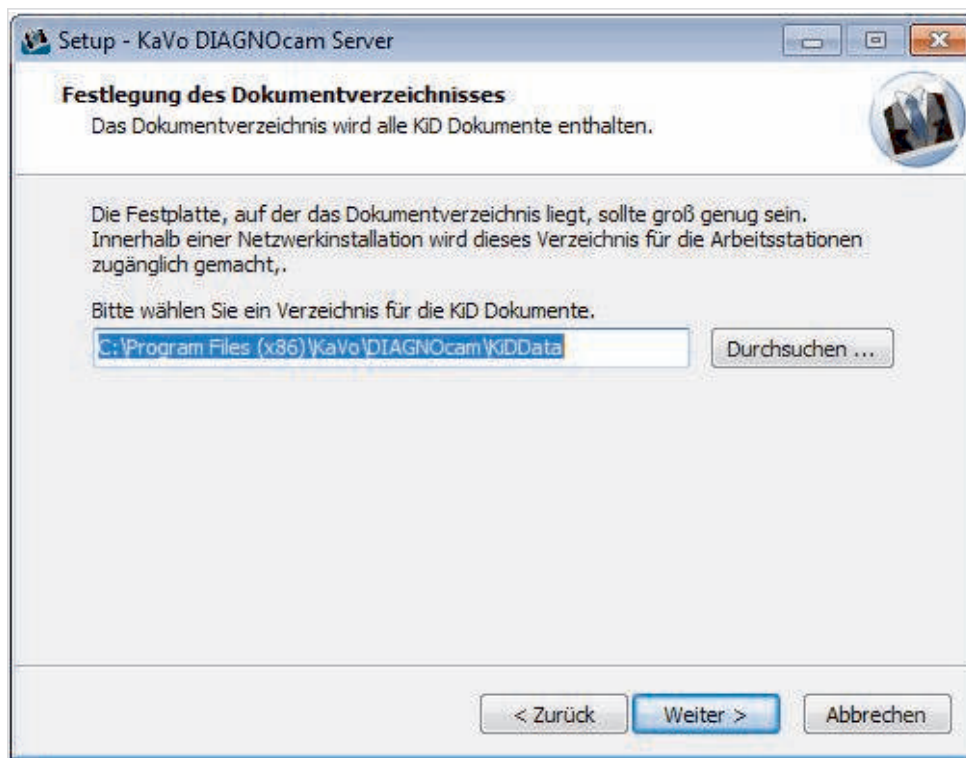 Setup - KaVo DIAGNOcam Server
Festlegung des Dokumentverzeichnisses
Das Dokumentverzeichnis wird alle KiD Dokumente enthalten.
Die Festplatte, auf der das Dokumentverzeichnis liegt, sollte groß genug sein.
Innerhalb einer Netzwerkinstallation wird dieses Verzeichnis für die Arbeitsstationen
zugänglich gemacht,.
Bitte wählen Sie ein Verzeichnis für die KiD Dokumente.
C:\Program Files (x86)\KaVo\DIAGNOcam\KiDData
Durchsuchen ...
< Zurück
Weiter >
Abbrechen